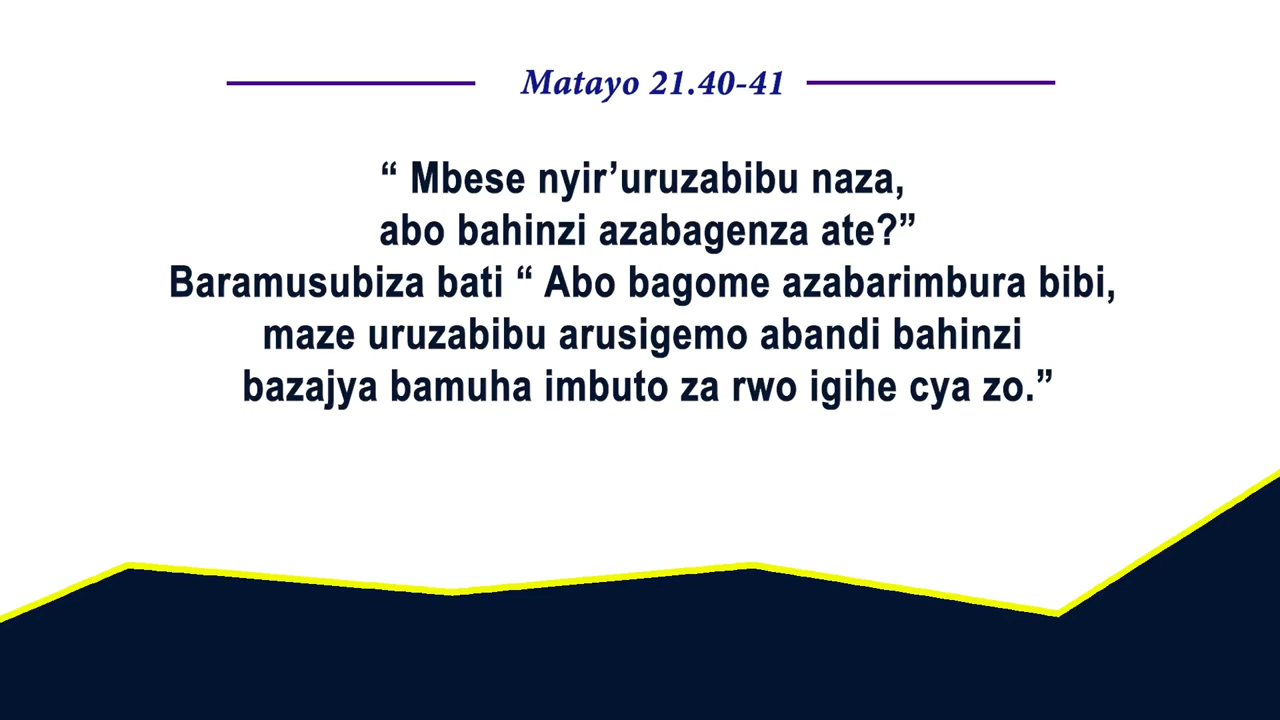 Matayo 21.40-41
“ Mbese nyir’uruzabibu naza,
abo bahinzi azabagenza ate?”
Baramusubiza bati “ Abo bagome azabarimbura bibi,
maze uruzabibu arusigemo abandi bahinzi
bazajya bamuha imbuto za rwo igihe cya zo.”